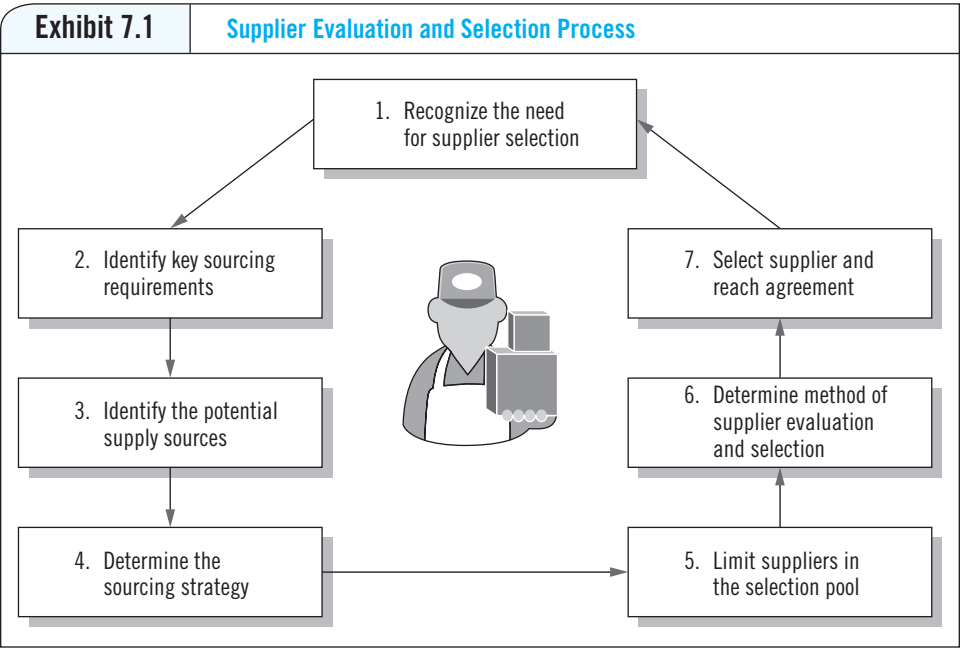 Exhibit 7.1
Supplier Evaluation and Selection Process
1. Recognize the need
for supplier selection
2. Identify key sourcing
requirements
3. Identify the potential
supply sources
4. Determine the
sourcing strategy
5. Limit suppliers in
the selection pool
6. Determine method of
supplier evaluation
and selection
7. Select supplier and
reach agreement